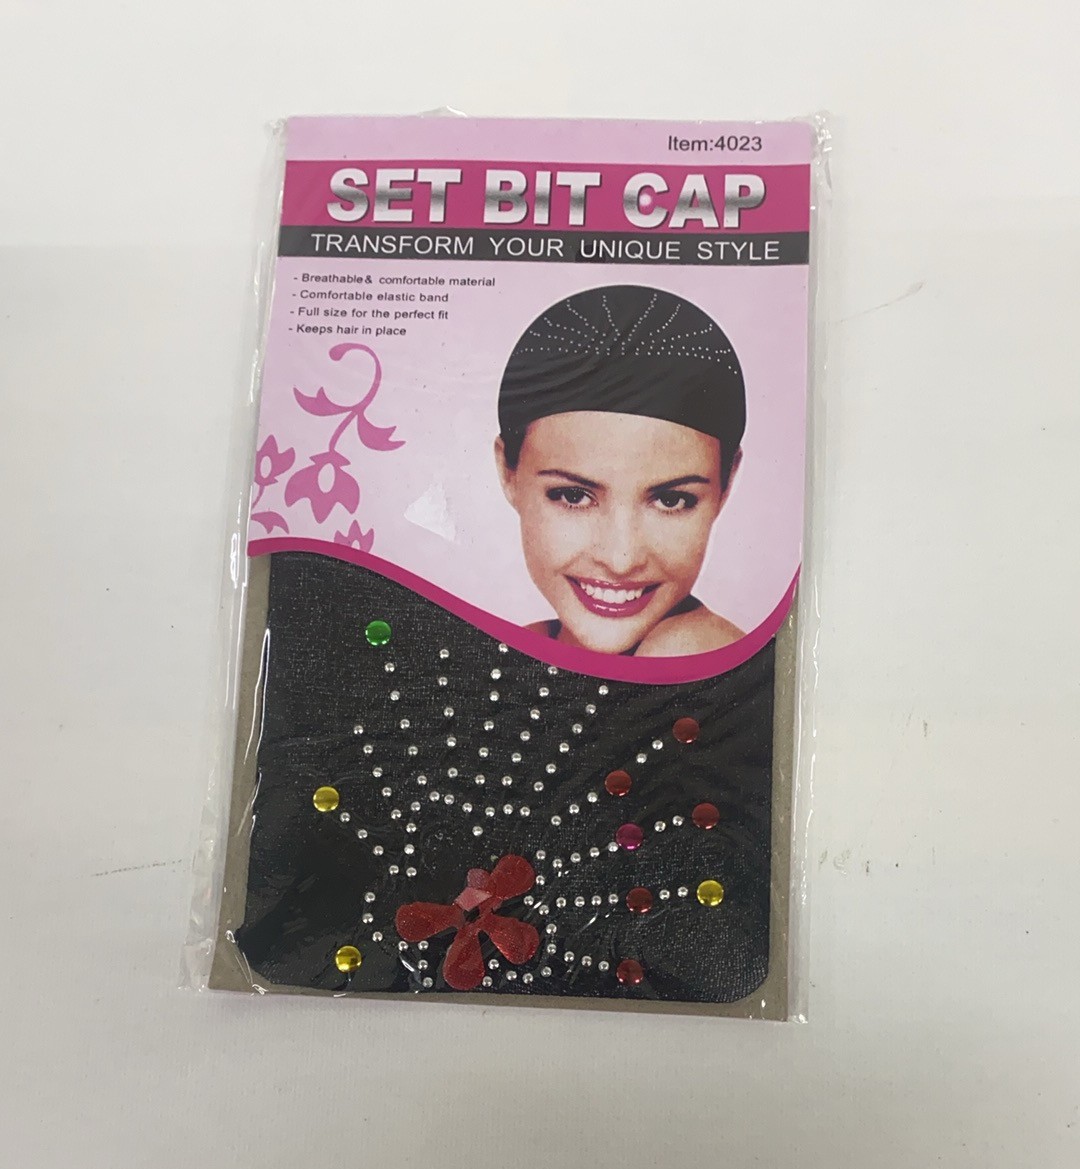 Item:4023
SET BIT CAP
TRANSFORM YOUR UNIQUE STYLE
- Breathable & comfortable material
- Comfortable elastic band
- Full size for the perfect fit
- Keeps hair in place